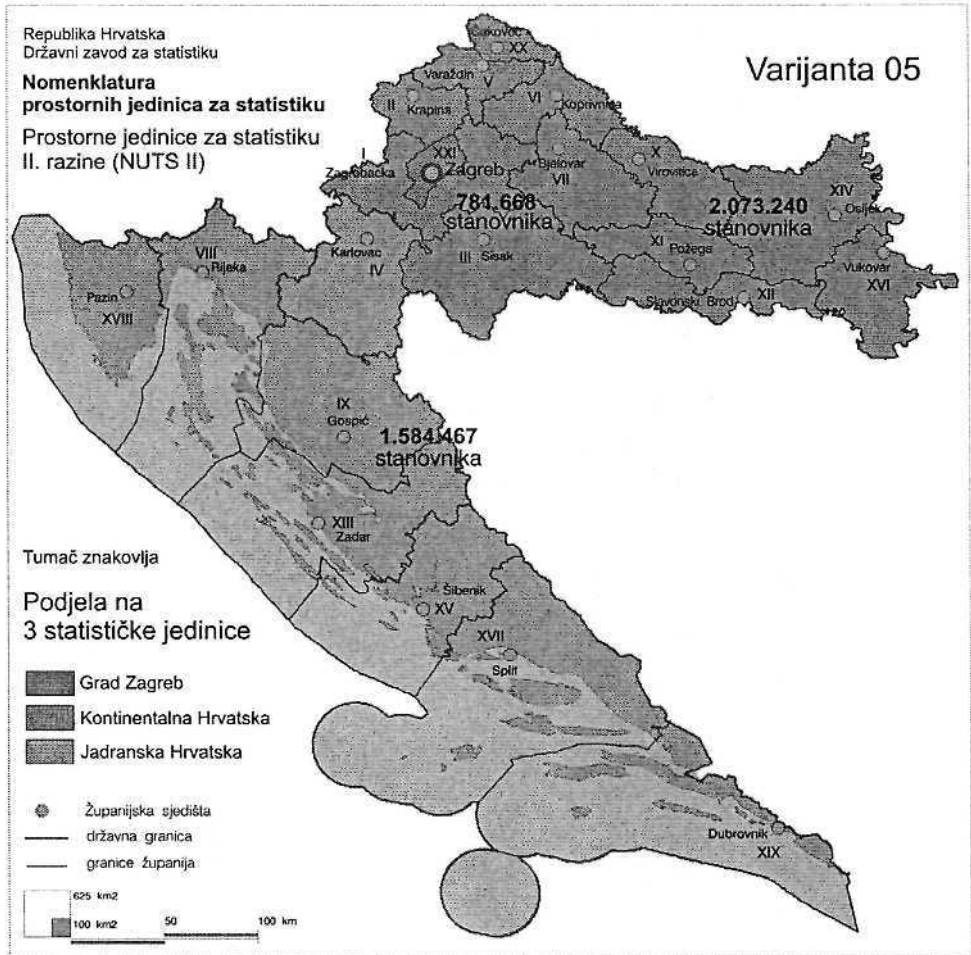 Republika Hrvatska
Državni zavod za statistiku
Nomenklatura
prostornih jedinica za statistiku
Prostorne jedinice za statistiku
II. razine (NUTS II)
Varijanta 05
Čakovec
XX
Varaždin
V
II
Krapina
VI
Koprivnica
I
Zagrebačka
XXI
Zagreb
Bjelovar
VII
X
Virovitica
XIV
Osijek
781.668
stanovnika
2.073.240
stanovnika
Karlovac
IV
III
Sisak
XI
Požega
Vukovar
XVI
Slavonski Brod
XII
VIII
Rijeka
Pazin
XVIII
IX
Gospić
1.584.467
stanovnika
XIII
Zadar
Šibenik
XV
XVII
Split
Dubrovnik
XIX
Tumač znakovlja
Podjela na
3 statističke jedinice
Grad Zagreb
Kontinentalna Hrvatska
Jadranska Hrvatska
Županijska sjedišta
državna granica
granice županija
625 km2
100 km2
50
100 km